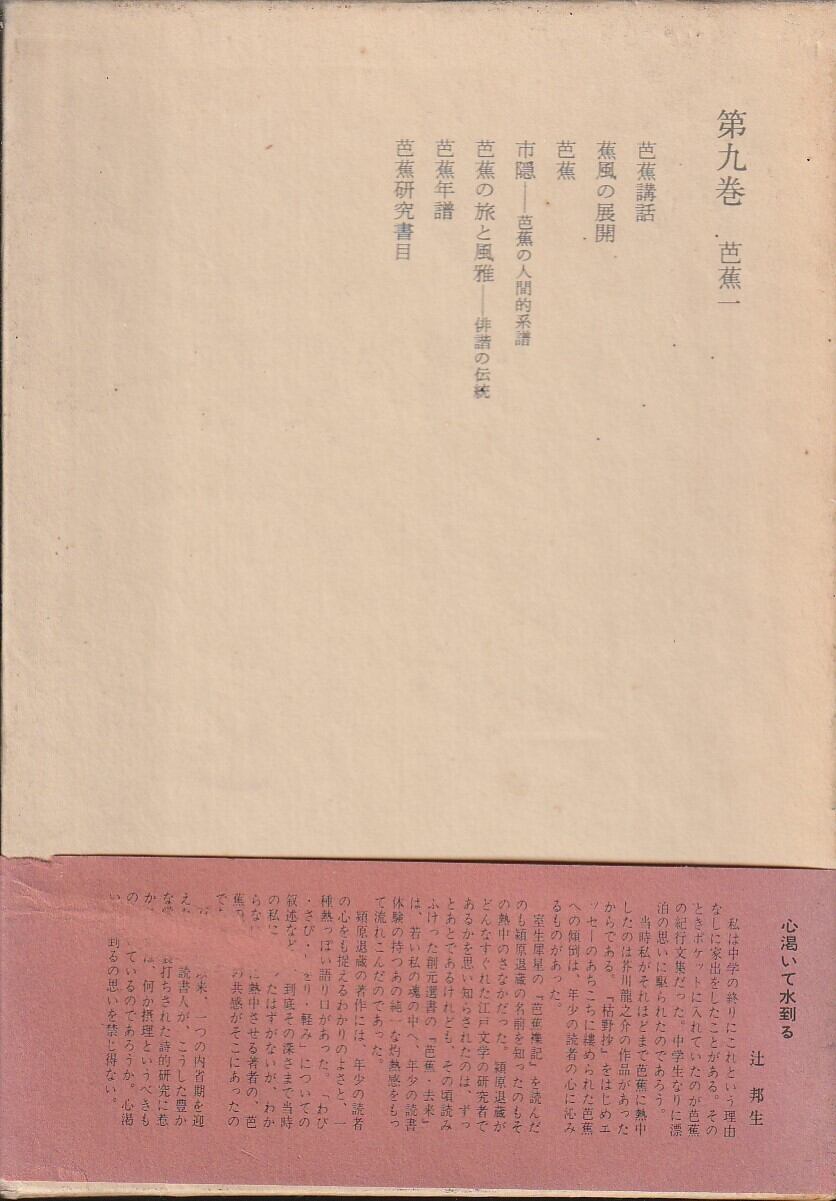 第九巻　芭蕉一
芭蕉講話
蕉風の展開
芭蕉
市隠――芭蕉の人間的系譜
芭蕉の旅と風雅――俳諧の伝統
芭蕉年譜
芭蕉研究書目
心渇いて水到る
辻　邦生
私は中学の終りにこれという理由
なしに家出をしたことがある。その
ときポケットに入れていたのが芭蕉
の紀行文集だった。中学生なりに漂
泊の思いに駆られたのであろう。
当時私がそれほどまで芭蕉に熱中
したのは芥川龍之介の作品があった
からである。『枯野抄』をはじめエ
ッセーのあちこちに鏤められた芭蕉
への傾倒は、年少の読者の心に沁み
るものがあった。
室生犀星の『芭蕉襍記』を読んだ
のも潁原退蔵の名前を知ったのもそ
の熱中のさなかだった。潁原退蔵が
どんなすぐれた江戸文学の研究者で
あるかを思い知らされたのは、ずっ
とあとであるけれども、その頃読み
ふけった創元選書の『芭蕉・去来』
は、若い私の魂の中へ、年少の読書
体験の持つあの純一な灼熱感をもっ
て流れこんだのであった。
潁原退蔵の著作には、年少の読者
の心をも捉えるわかりのよさと、一
種熱っぽい語り口があった。「わび
・さび・をり・軽み」についての
叙述など、到底その深さまで当時
の私にったはずがないが、わか
らなに熱中させる著者の、芭
蕉の共感がそこにあったの
で
来、一つの内省期を迎
え読書人が、こうした豊か
な裏打ちされた詩的研究に惹
か、何か摂理というべきも
のいているのであろうか。心渇
い到るの思いを禁じ得ない。